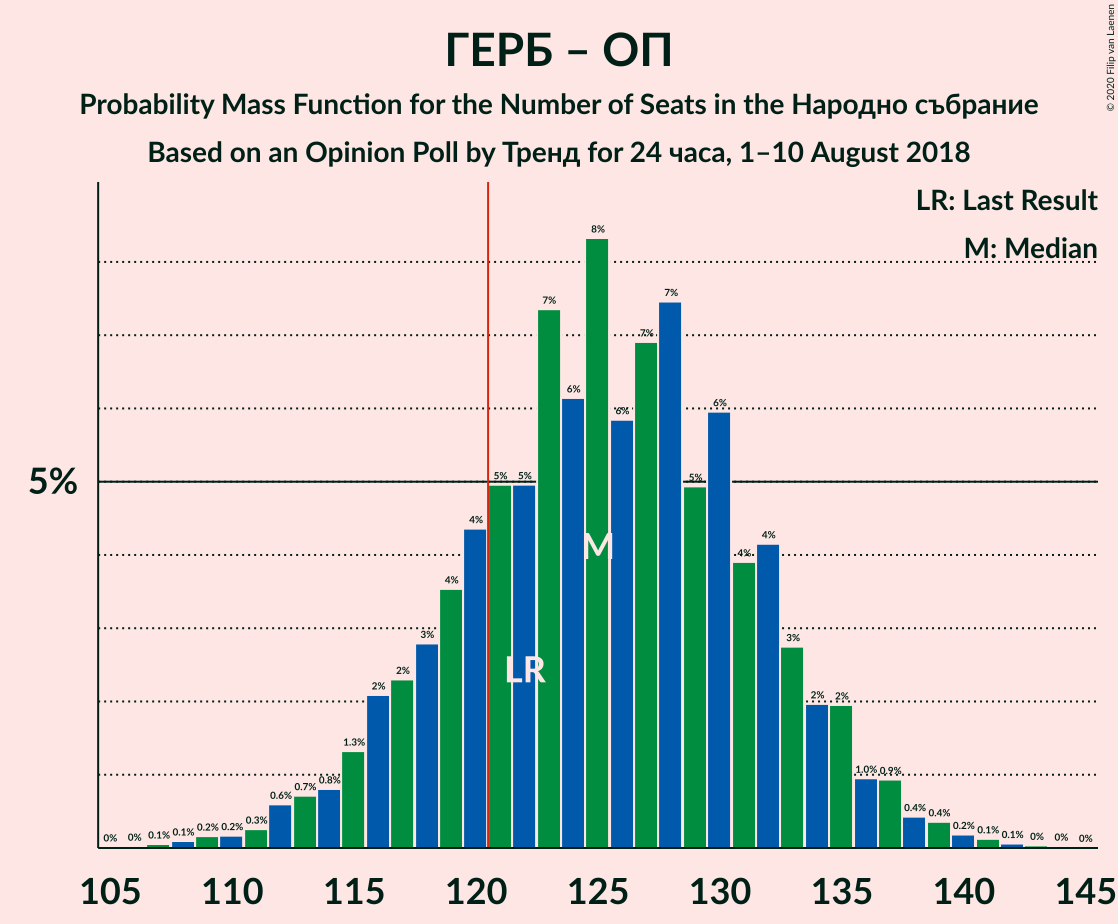 ГЕРБ – ОП
Probability Mass Function for the Number of Seats in the Народно събрание
Based on an Opinion Poll by Тренд for 24 часа, 1–10 August 2018
© 2020 Filip van Laenen
LR: Last Result
M: Median
5%
0% 0% 0.1% 0.1% 0.2% 0.2% 0.3% 0.6% 0.7% 0.8% 1.3% 2% 2% 3% 4% 4% 5% 5% 7% 6% 8% 6% 7% 7% 5% 6% 4% 4% 3% 2% 2% 1.0% 0.9% 0.4% 0.4% 0.2% 0.1% 0.1% 0% 0% 0%
M
LR
105 110 115 120 125 130 135 140 145